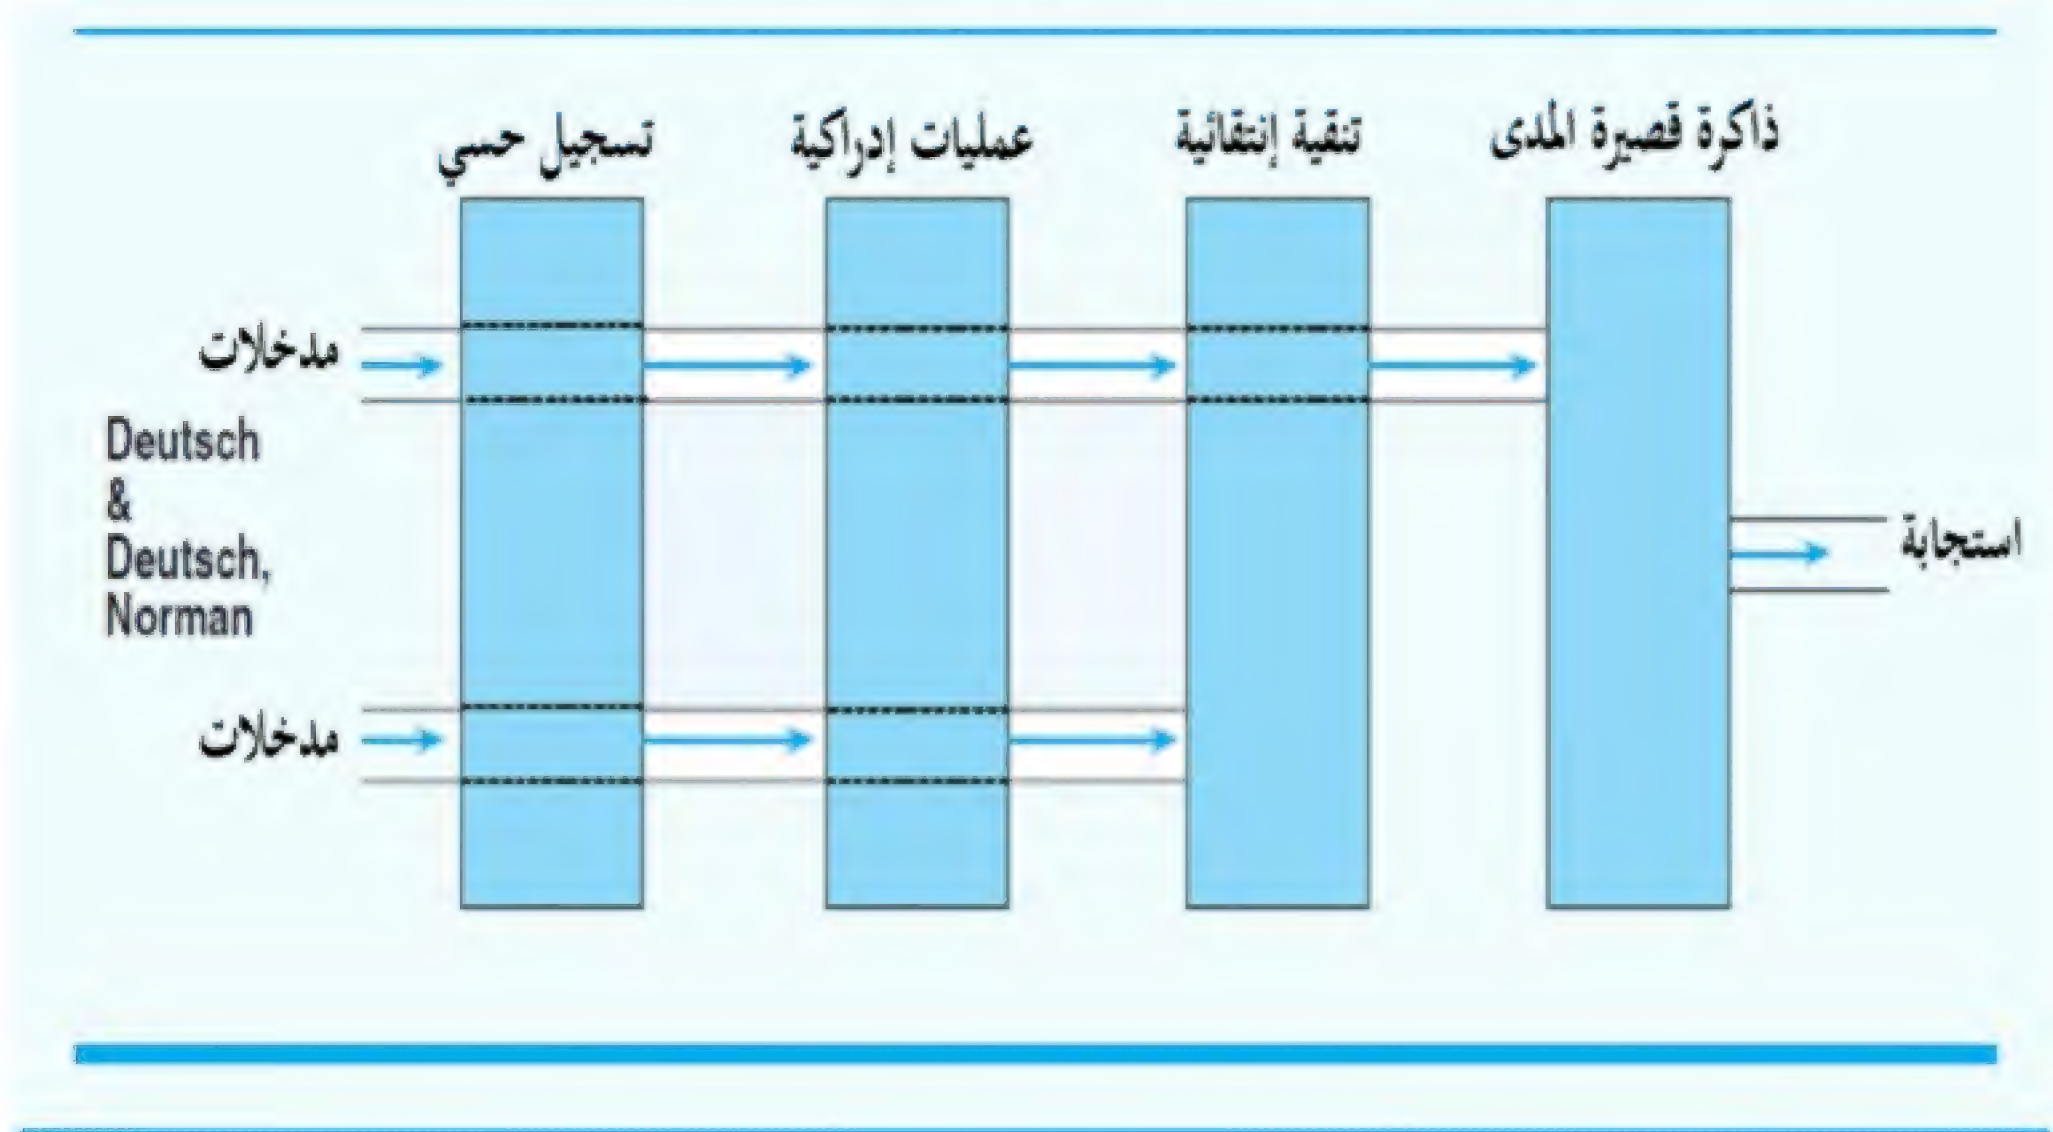 تسجيل حسي
عمليات إدراكية
تنقية إنتقائية
ذاكرة قصيرة المدى
مدخلات
Deutsch
&
Deutsch,
Norman
مدخلات
استجابة